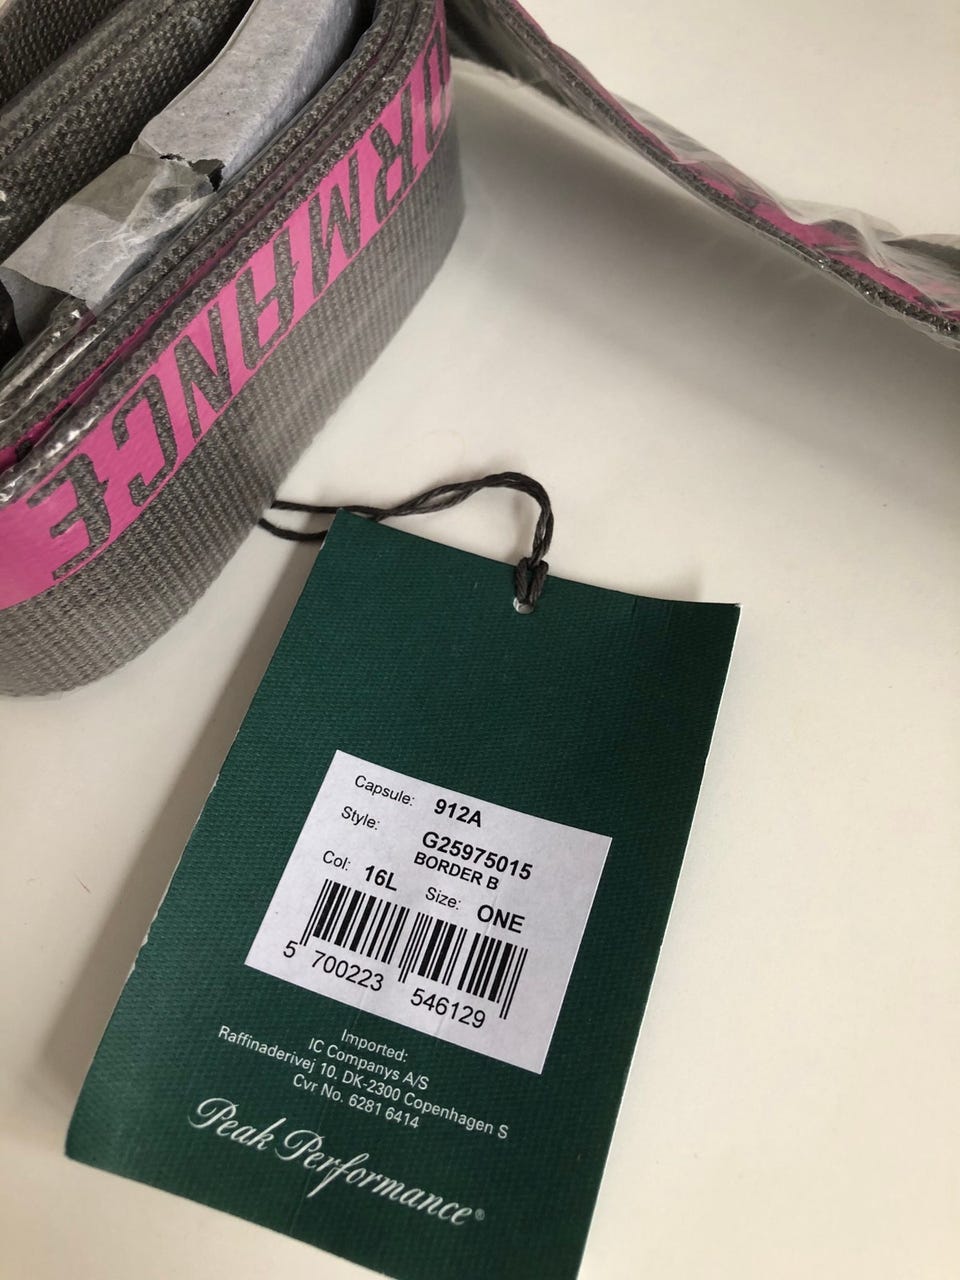 ORMANCE
Capsule: 912A
Style: G25975015
BORDER B
Col: 16L Size: ONE
5 700223 546129
Imported:
IC Companys A/S
Raffinaderivej 10, DK-2300 Copenhagen S
Cvr No. 6281 6414
Peak Performance®